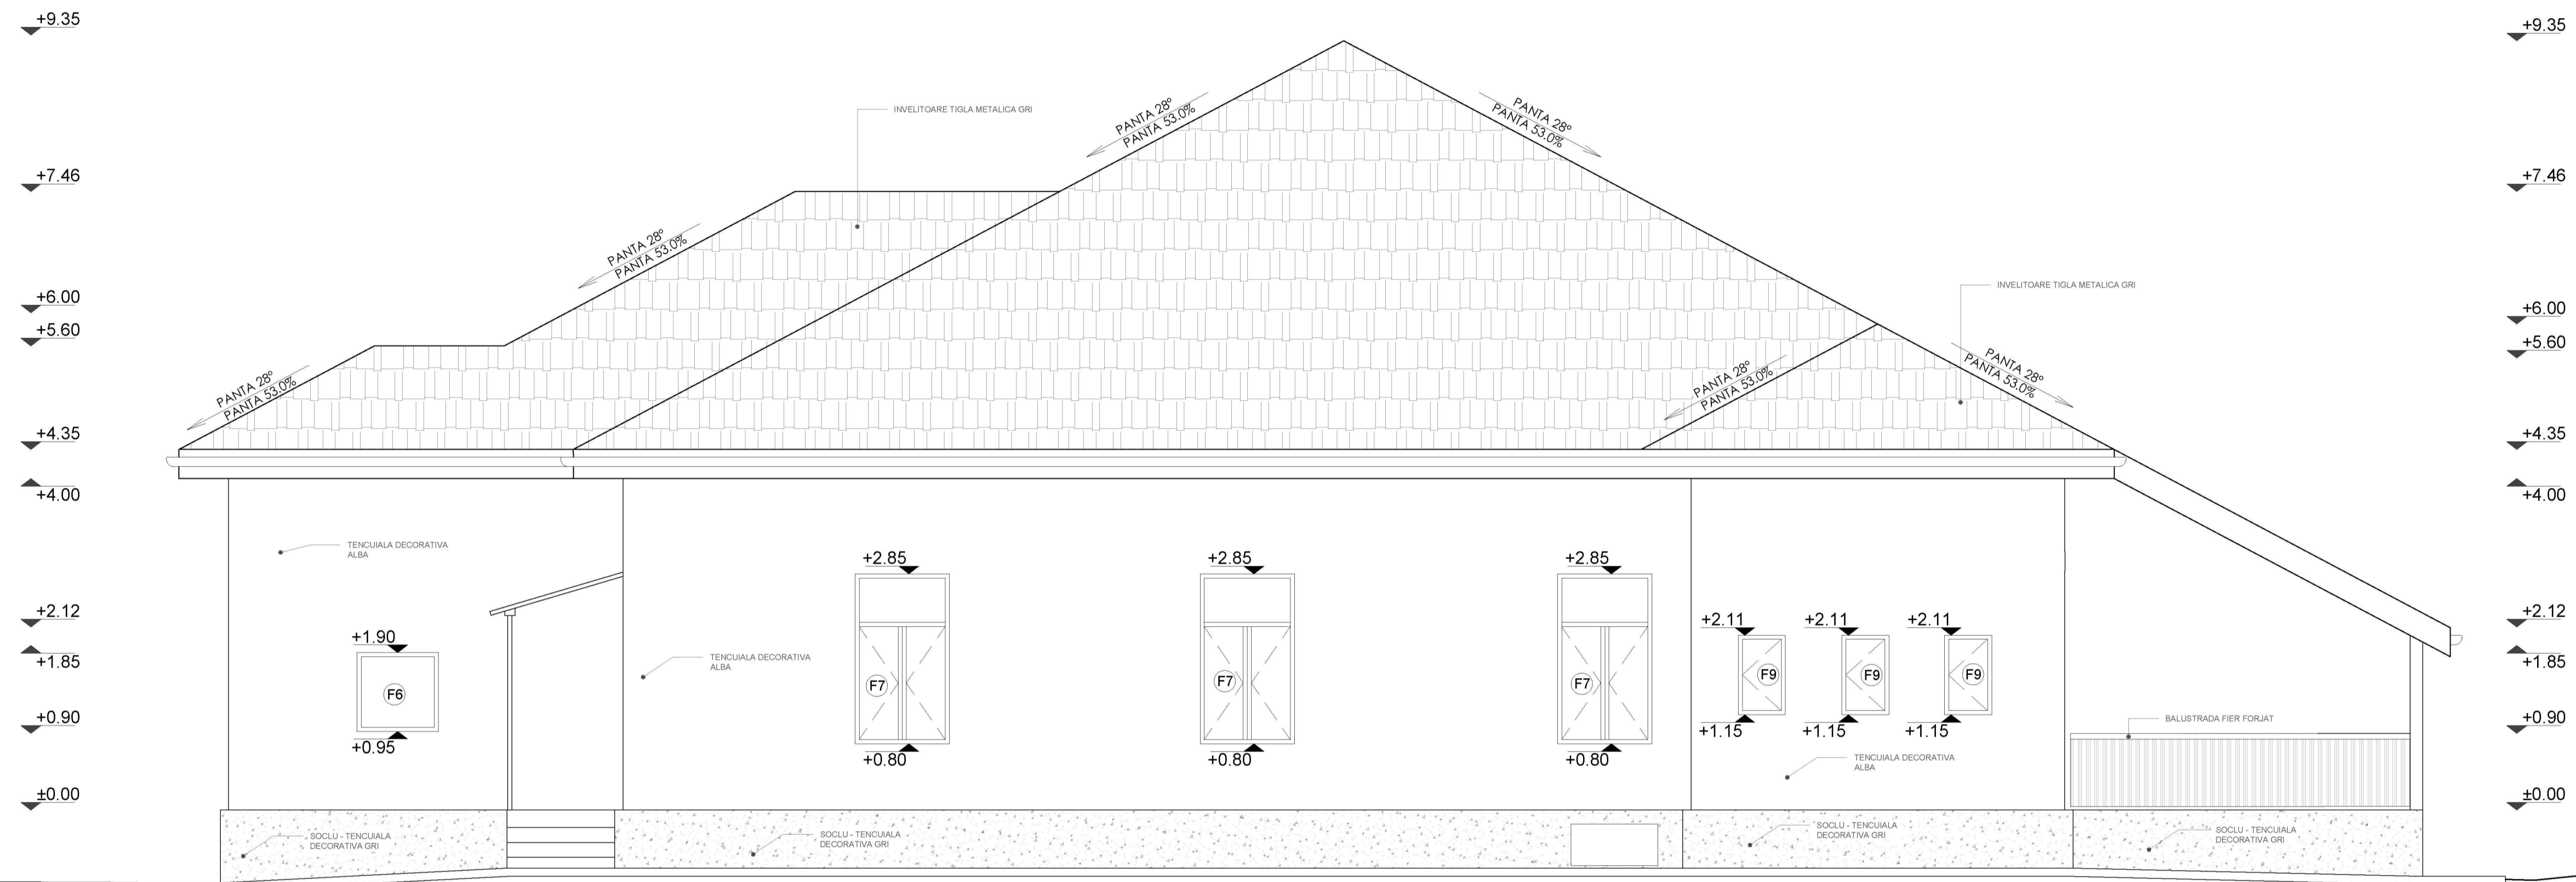 +9.35
+9.35
INVELITOARE TIGLA METALICA GRI
PANTA 28°
PANTA 53.0%
PANTA 28°
PANTA 53.0%
+7.46
+7.46
PANTA 28°
PANTA 53.0%
INVELITOARE TIGLA METALICA GRI
+6.00
+6.00
+5.60
+5.60
PANTA 28°
PANTA 53.0%
PANTA 28°
PANTA 53.0%
PANTA 28°
PANTA 53.0%
+4.35
+4.35
+4.00
+4.00
TENCUIALA DECORATIVA
ALBA
+2.85
+2.85
+2.85
+2.12
+2.11
+2.11
+2.11
+2.12
+1.90
+1.85
+1.85
TENCUIALA DECORATIVA
ALBA
F6
F7
F7
F7
F9
F9
F9
+0.90
+0.90
BALUSTRADA FIER FORJAT
+1.15
+1.15
+1.15
+0.95
+0.80
+0.80
+0.80
TENCUIALA DECORATIVA
ALBA
±0.00
±0.00
SOCLU - TENCUIALA
DECORATIVA GRI
SOCLU - TENCUIALA
DECORATIVA GRI
SOCLU - TENCUIALA
DECORATIVA GRI
SOCLU - TENCUIALA
DECORATIVA GRI